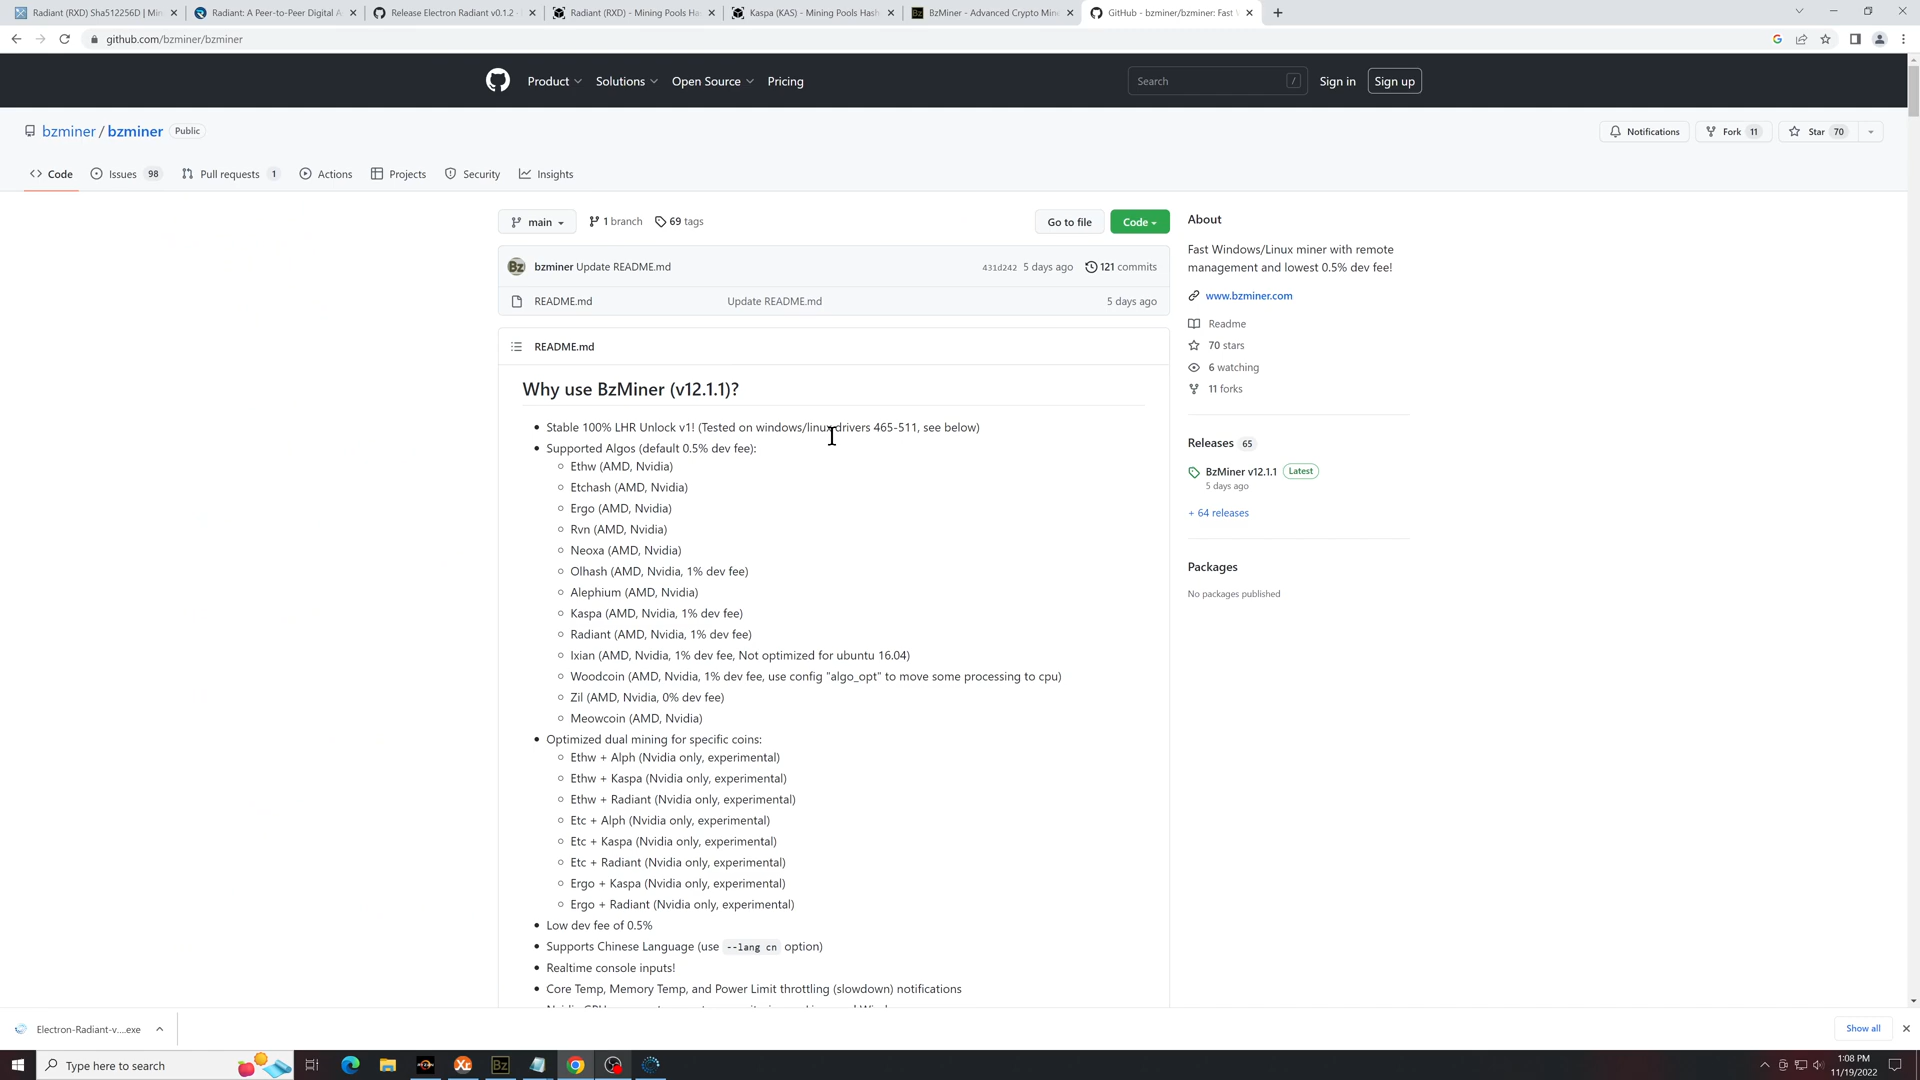 Radiant (RXD) Sha512256D | Min
Radiant: A Peer-to-Peer Digital A
Release Electron Radiant v0.1.2 ·
Radiant (RXD) - Mining Pools Ha
Kaspa (KAS) - Mining Pools Hash
BzMiner - Advanced Crypto Min
GitHub - bzminer/bzminer: Fast W
github.com/bzminer/bzminer
Product
Solutions
Open Source
Pricing
Search
/
Sign in
Sign up
bzminer / bzminer
Public
Notifications
Fork 11
Star 70
Code
Issues 98
Pull requests 1
Actions
Projects
Security
Insights
main
1 branch
69 tags
Go to file
Code
Bz
bzminer Update README.md
431d242 5 days ago
121 commits
README.md
Update README.md
5 days ago
README.md
Why use BzMiner (v12.1.1)?
Stable 100% LHR Unlock v1! (Tested on windows/linux drivers 465-511, see below)
Supported Algos (default 0.5% dev fee):
Ethw (AMD, Nvidia)
Etchash (AMD, Nvidia)
Ergo (AMD, Nvidia)
Rvn (AMD, Nvidia)
Neoxa (AMD, Nvidia)
Olhash (AMD, Nvidia, 1% dev fee)
Alephium (AMD, Nvidia)
Kaspa (AMD, Nvidia, 1% dev fee)
Radiant (AMD, Nvidia, 1% dev fee)
Ixian (AMD, Nvidia, 1% dev fee, Not optimized for ubuntu 16.04)
Woodcoin (AMD, Nvidia, 1% dev fee, use config "algo_opt" to move some processing to cpu)
Zil (AMD, Nvidia, 0% dev fee)
Meowcoin (AMD, Nvidia)
Optimized dual mining for specific coins:
Ethw + Alph (Nvidia only, experimental)
Ethw + Kaspa (Nvidia only, experimental)
Ethw + Radiant (Nvidia only, experimental)
Etc + Alph (Nvidia only, experimental)
Etc + Kaspa (Nvidia only, experimental)
Etc + Radiant (Nvidia only, experimental)
Ergo + Kaspa (Nvidia only, experimental)
Ergo + Radiant (Nvidia only, experimental)
Low dev fee of 0.5%
Supports Chinese Language (use --lang cn option)
Realtime console inputs!
Core Temp, Memory Temp, and Power Limit throttling (slowdown) notifications
About
Fast Windows/Linux miner with remote
management and lowest 0.5% dev fee!
www.bzminer.com
Readme
70 stars
6 watching
11 forks
Releases 65
BzMiner v12.1.1 Latest
5 days ago
+ 64 releases
Packages
No packages published
Electron-Radiant-v....exe
Show all
Type here to search
Xr
Bz
1:08 PM
11/19/2022